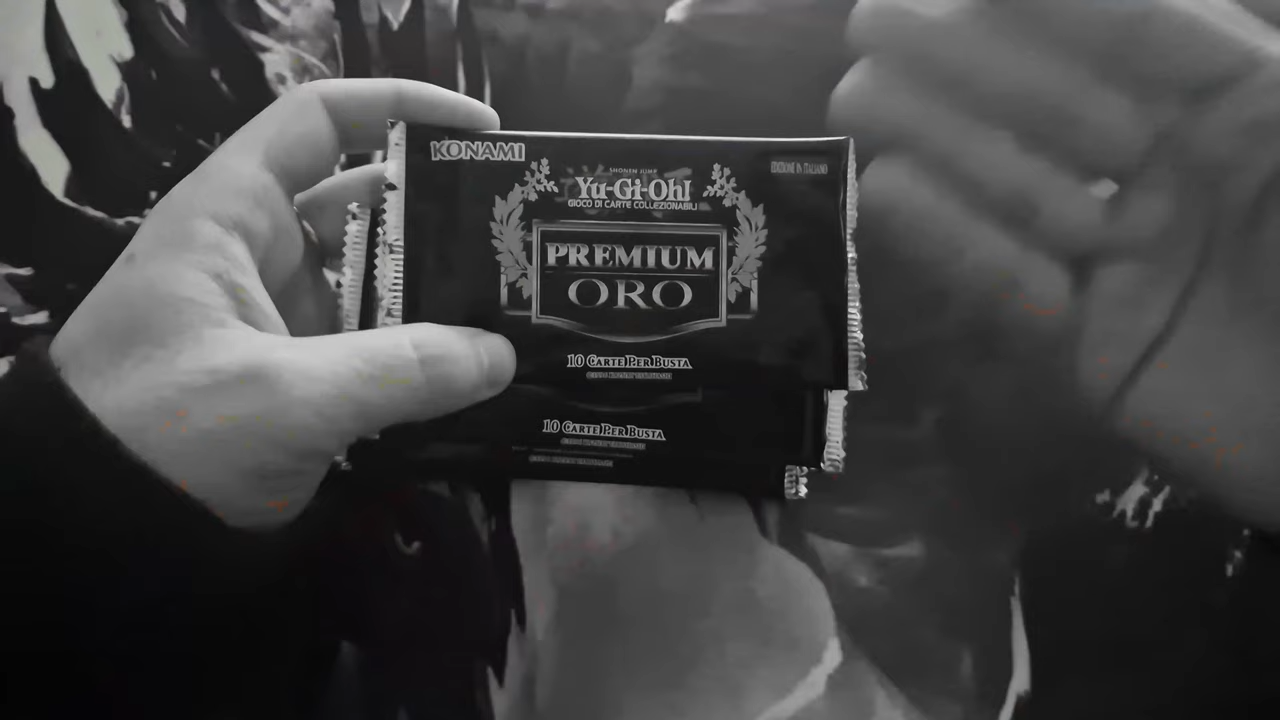 KONAMI
EDIZIONE IN ITALIANO
SHONEN JUMP
Yu-Gi-Oh!
GIOCO DI CARTE COLLEZIONABILI
PREMIUM
ORO
10 CARTE PER BUSTA
10 CARTE PER BUSTA